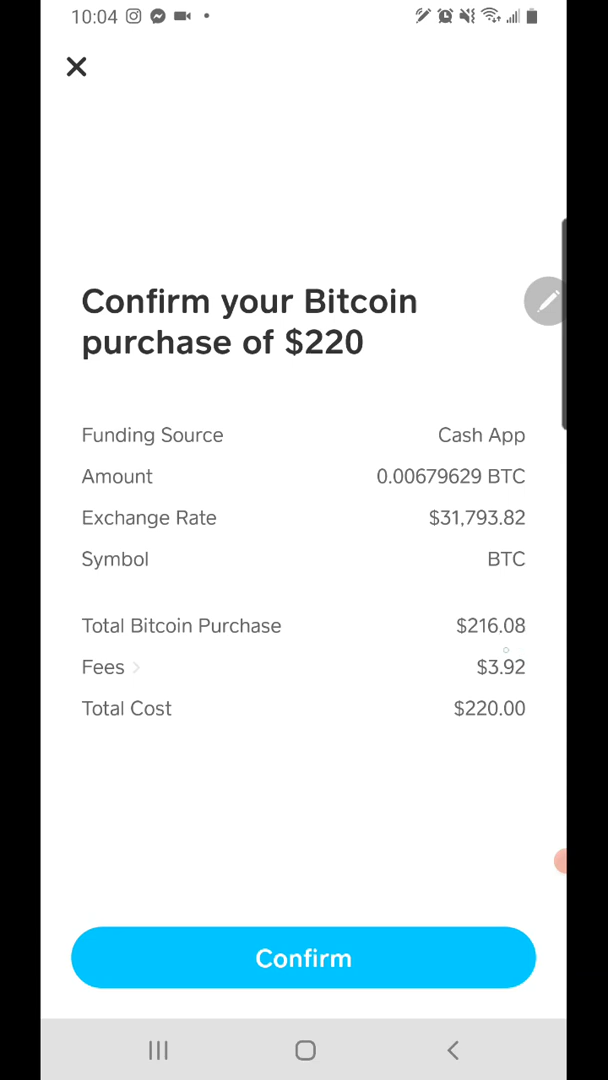 10:04
Confirm your Bitcoin
purchase of $220
Funding Source Cash App
Amount 0.00679629 BTC
Exchange Rate $31,793.82
Symbol BTC
Total Bitcoin Purchase $216.08
Fees $3.92
Total Cost $220.00
Confirm